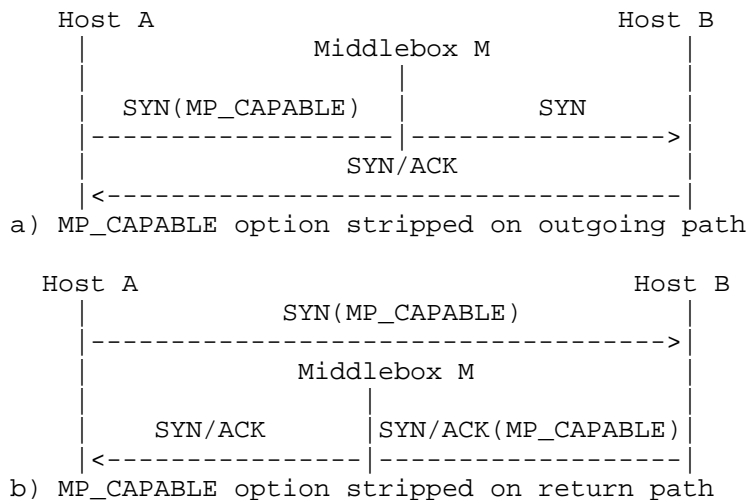 Host A Host B
Middlebox M
SYN(MP_CAPABLE) SYN
SYN/ACK
a) MP_CAPABLE option stripped on outgoing path
Host A Host B
SYN(MP_CAPABLE)
Middlebox M
SYN/ACK SYN/ACK(MP_CAPABLE)
b) MP_CAPABLE option stripped on return path